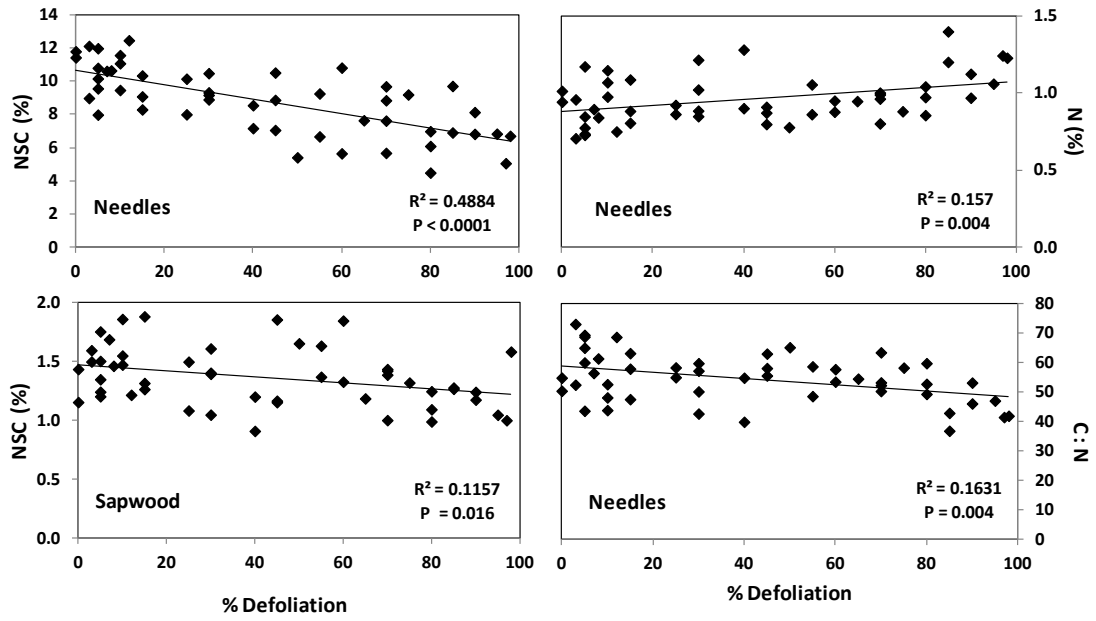 14
12
10
8
6
4
2
0
NSC (%)
Needles
R² = 0.4884
P < 0.0001
0 20 40 60 80 100
1.5
1.0
0.5
0.0
N (%)
Needles
R² = 0.157
P = 0.004
0 20 40 60 80 100
2.0
1.5
1.0
0.5
0.0
NSC (%)
Sapwood
R² = 0.1157
P = 0.016
0 20 40 60 80 100
% Defoliation
80
70
60
50
40
30
20
10
0
C : N
Needles
R² = 0.1631
P = 0.004
0 20 40 60 80 100
% Defoliation